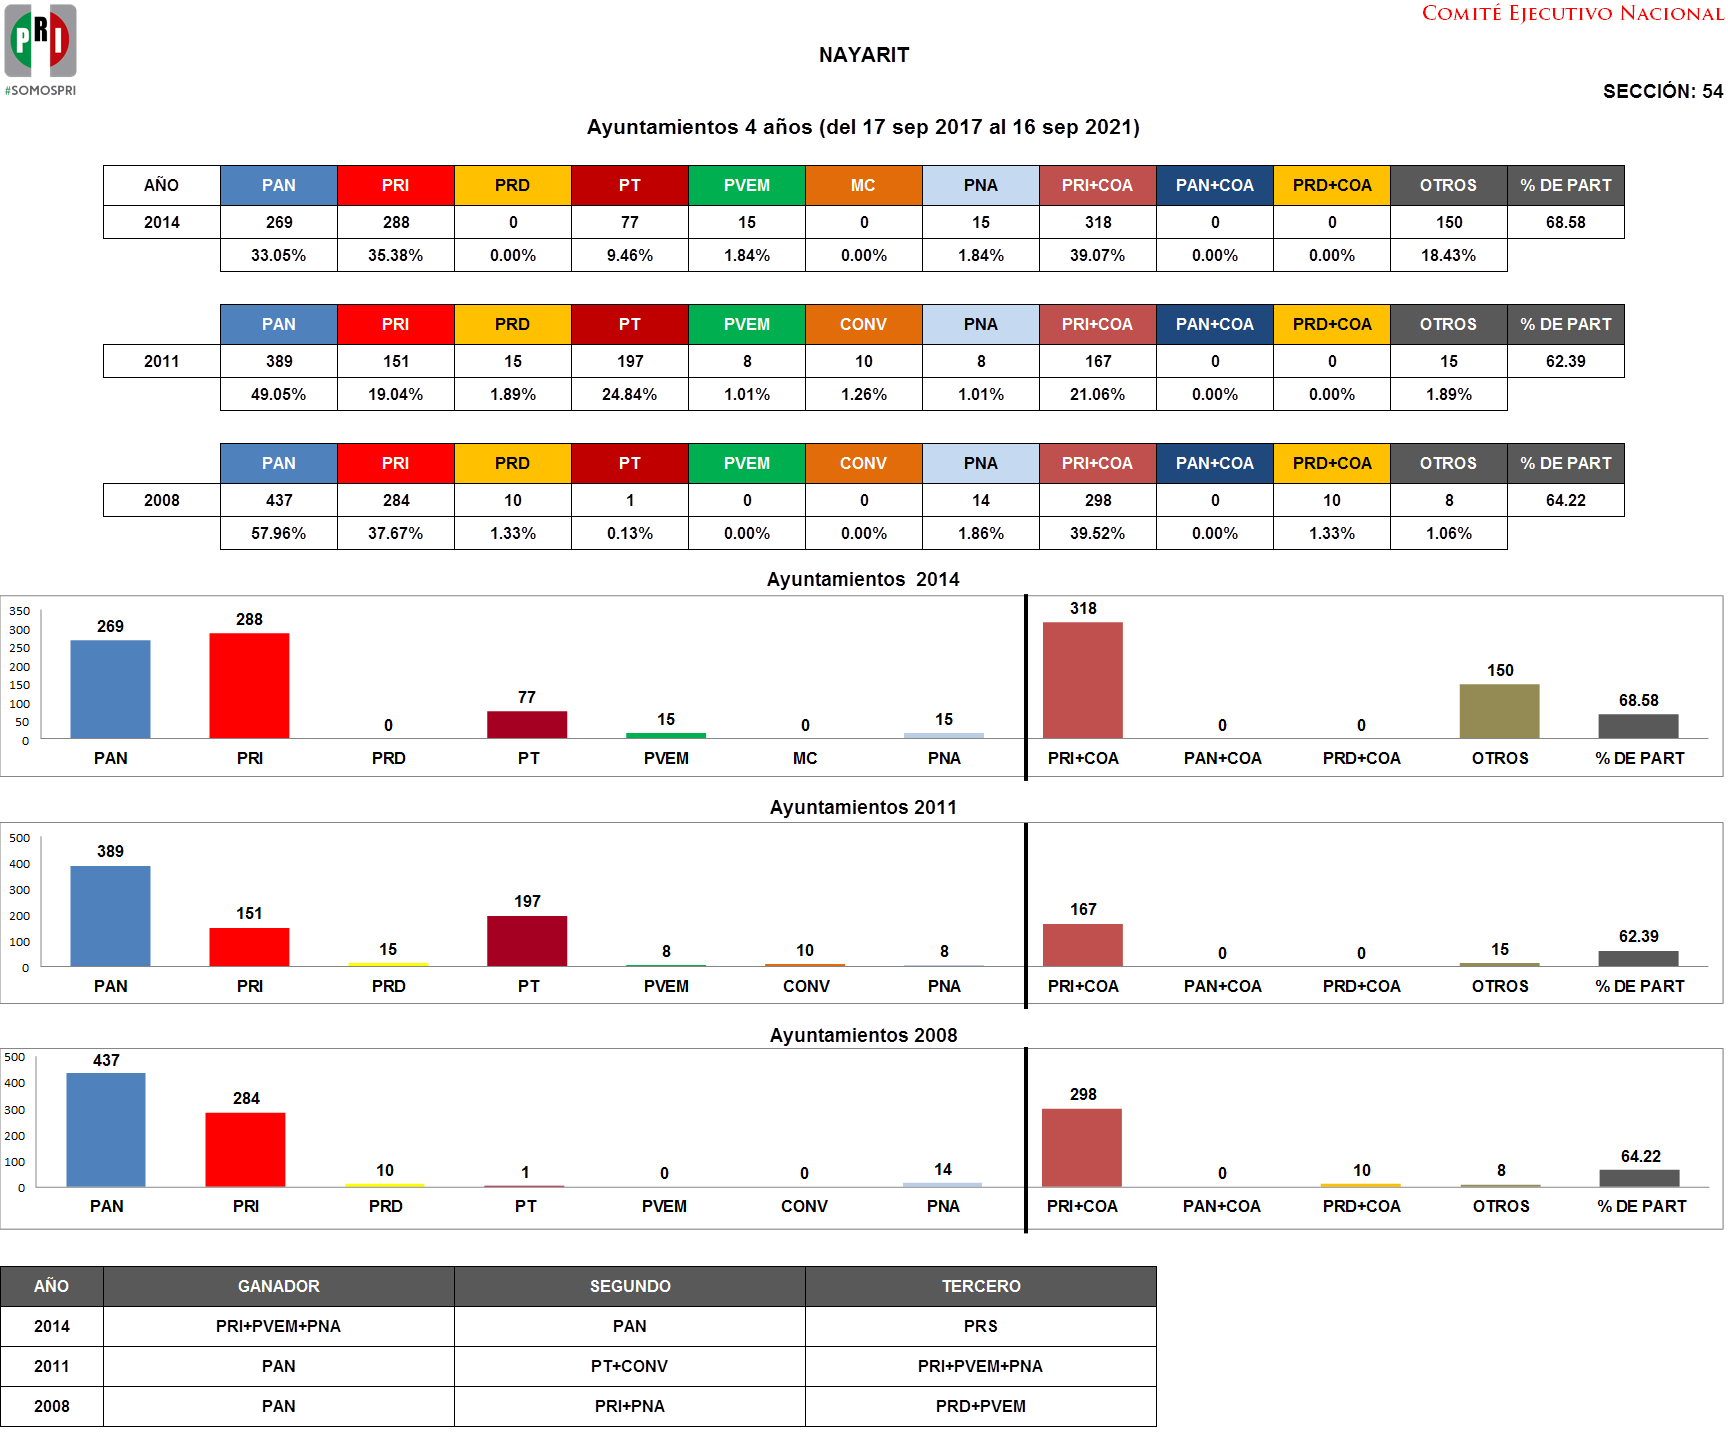 PRI
#SOMOSPRI
COMITÉ EJECUTIVO NACIONAL
NAYARIT
SECCIÓN: 54
Ayuntamientos 4 años (del 17 sep 2017 al 16 sep 2021)
AÑO PAN PRI PRD PT PVEM MC PNA PRI+COA PAN+COA PRD+COA OTROS % DE PART
2014 269 288 0 77 15 0 15 318 0 0 150 68.58
33.05% 35.38% 0.00% 9.46% 1.84% 0.00% 1.84% 39.07% 0.00% 0.00% 18.43%
PAN PRI PRD PT PVEM CONV PNA PRI+COA PAN+COA PRD+COA OTROS % DE PART
2011 389 151 15 197 8 10 8 167 0 0 15 62.39
49.05% 19.04% 1.89% 24.84% 1.01% 1.26% 1.01% 21.06% 0.00% 0.00% 1.89%
PAN PRI PRD PT PVEM CONV PNA PRI+COA PAN+COA PRD+COA OTROS % DE PART
2008 437 284 10 1 0 0 14 298 0 10 8 64.22
57.96% 37.67% 1.33% 0.13% 0.00% 0.00% 1.86% 39.52% 0.00% 1.33% 1.06%
Ayuntamientos 2014
350
300
250
200
150
100
50
0
269 288 0 77 15 0 15 318 0 0 150 68.58
PAN PRI PRD PT PVEM MC PNA PRI+COA PAN+COA PRD+COA OTROS % DE PART
Ayuntamientos 2011
500
400
300
200
100
0
389 151 15 197 8 10 8 167 0 0 15 62.39
PAN PRI PRD PT PVEM CONV PNA PRI+COA PAN+COA PRD+COA OTROS % DE PART
Ayuntamientos 2008
500
400
300
200
100
0
437 284 10 1 0 0 14 298 0 10 8 64.22
PAN PRI PRD PT PVEM CONV PNA PRI+COA PAN+COA PRD+COA OTROS % DE PART
AÑO GANADOR SEGUNDO TERCERO
2014 PRI+PVEM+PNA PAN PRS
2011 PAN PT+CONV PRI+PVEM+PNA
2008 PAN PRI+PNA PRD+PVEM